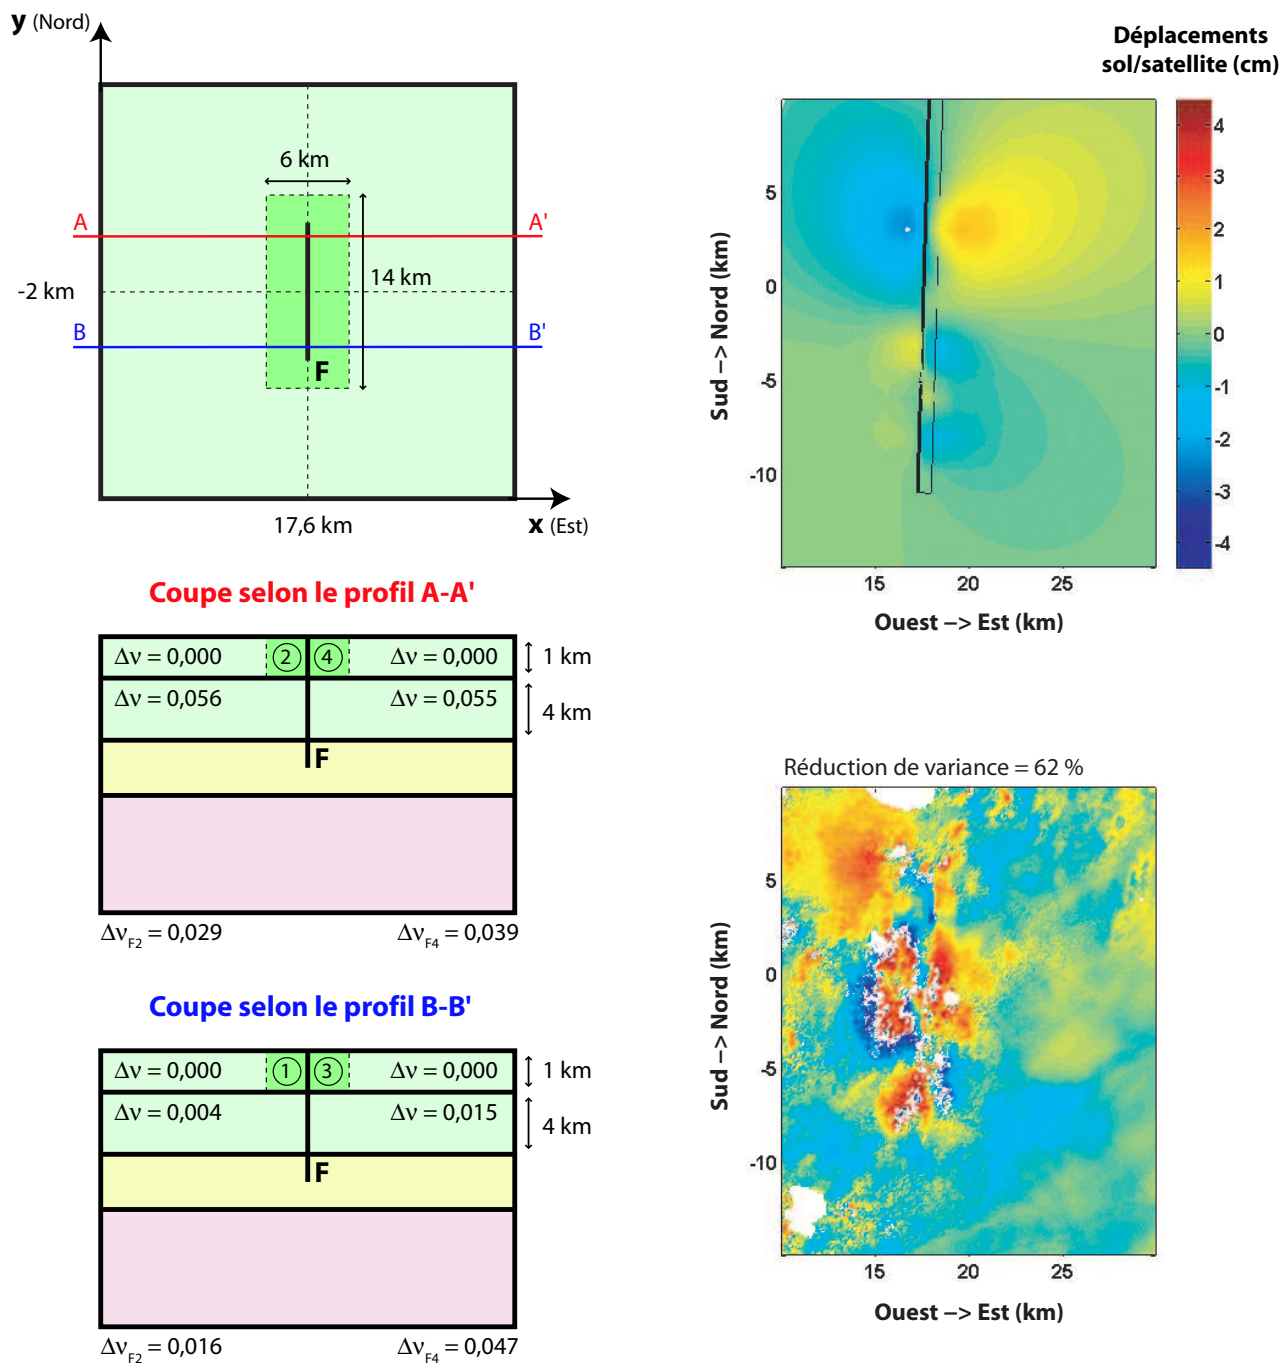 y (Nord)
6 km
A
A'
14 km
-2 km
B
B'
F
x (Est)
17,6 km
Coupe selon le profil A-A'
Δν = 0,000
2
4
Δν = 0,000
1 km
Δν = 0,056
Δν = 0,055
4 km
F
Δν_F2 = 0,029
Δν_F4 = 0,039
Coupe selon le profil B-B'
Δν = 0,000
1
3
Δν = 0,000
1 km
Δν = 0,004
Δν = 0,015
4 km
F
Δν_F2 = 0,016
Δν_F4 = 0,047
Déplacements
sol/satellite (cm)
4
3
2
1
0
-1
-2
-3
-4
5
0
-5
-10
Sud –> Nord (km)
15
20
25
Ouest –> Est (km)
Réduction de variance = 62 %
5
0
-5
-10
Sud –> Nord (km)
15
20
25
Ouest –> Est (km)